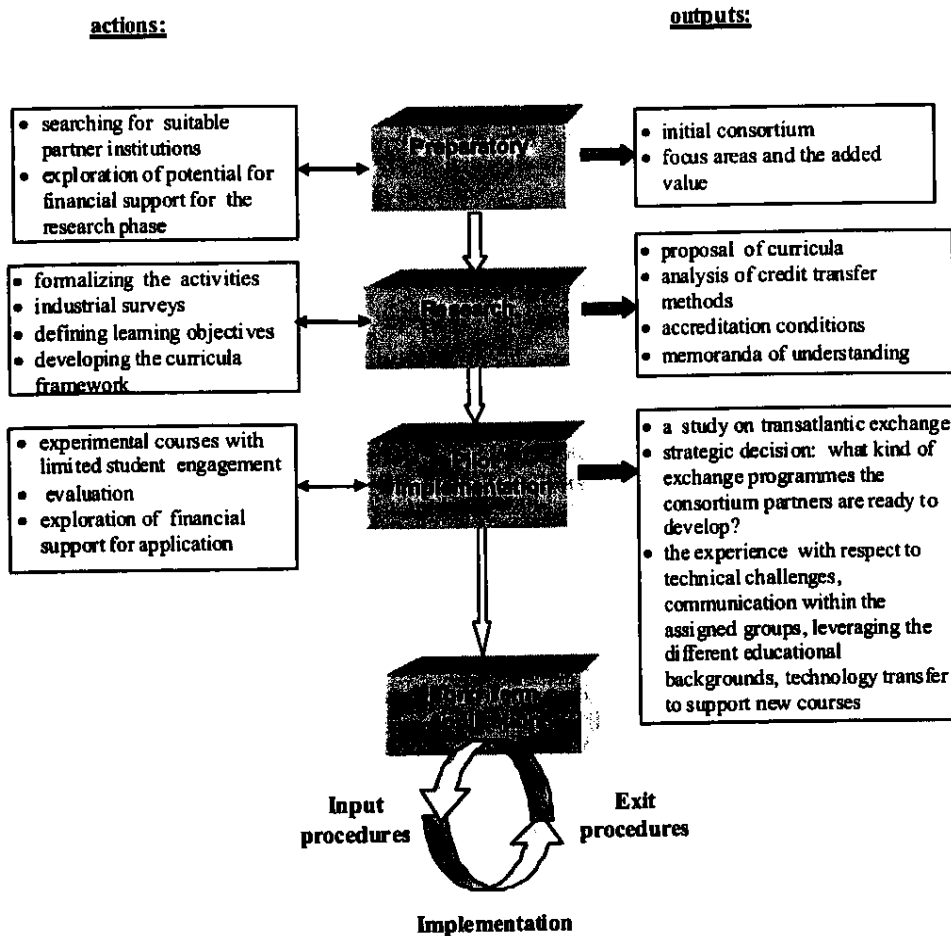 actions:
outputs:
• searching for suitable
partner institutions
• exploration of potential for
financial support for the
research phase
Preparatory
• initial consortium
• focus areas and the added
value
• formalizing the activities
• industrial surveys
• defining learning objectives
• developing the curricula
framework
Research
• proposal of curricula
• analysis of credit transfer
methods
• accreditation conditions
• memoranda of understanding
• experimental courses with
limited student engagement
• evaluation
• exploration of financial
support for application
Pilot
Implementation
• a study on transatlantic exchange
• strategic decision: what kind of
exchange programmes the
consortium partners are ready to
develop?
• the experience with respect to
technical challenges,
communication within the
assigned groups, leveraging the
different educational
backgrounds, technology transfer
to support new courses
Long Term
Input
procedures
Exit
procedures
Implementation